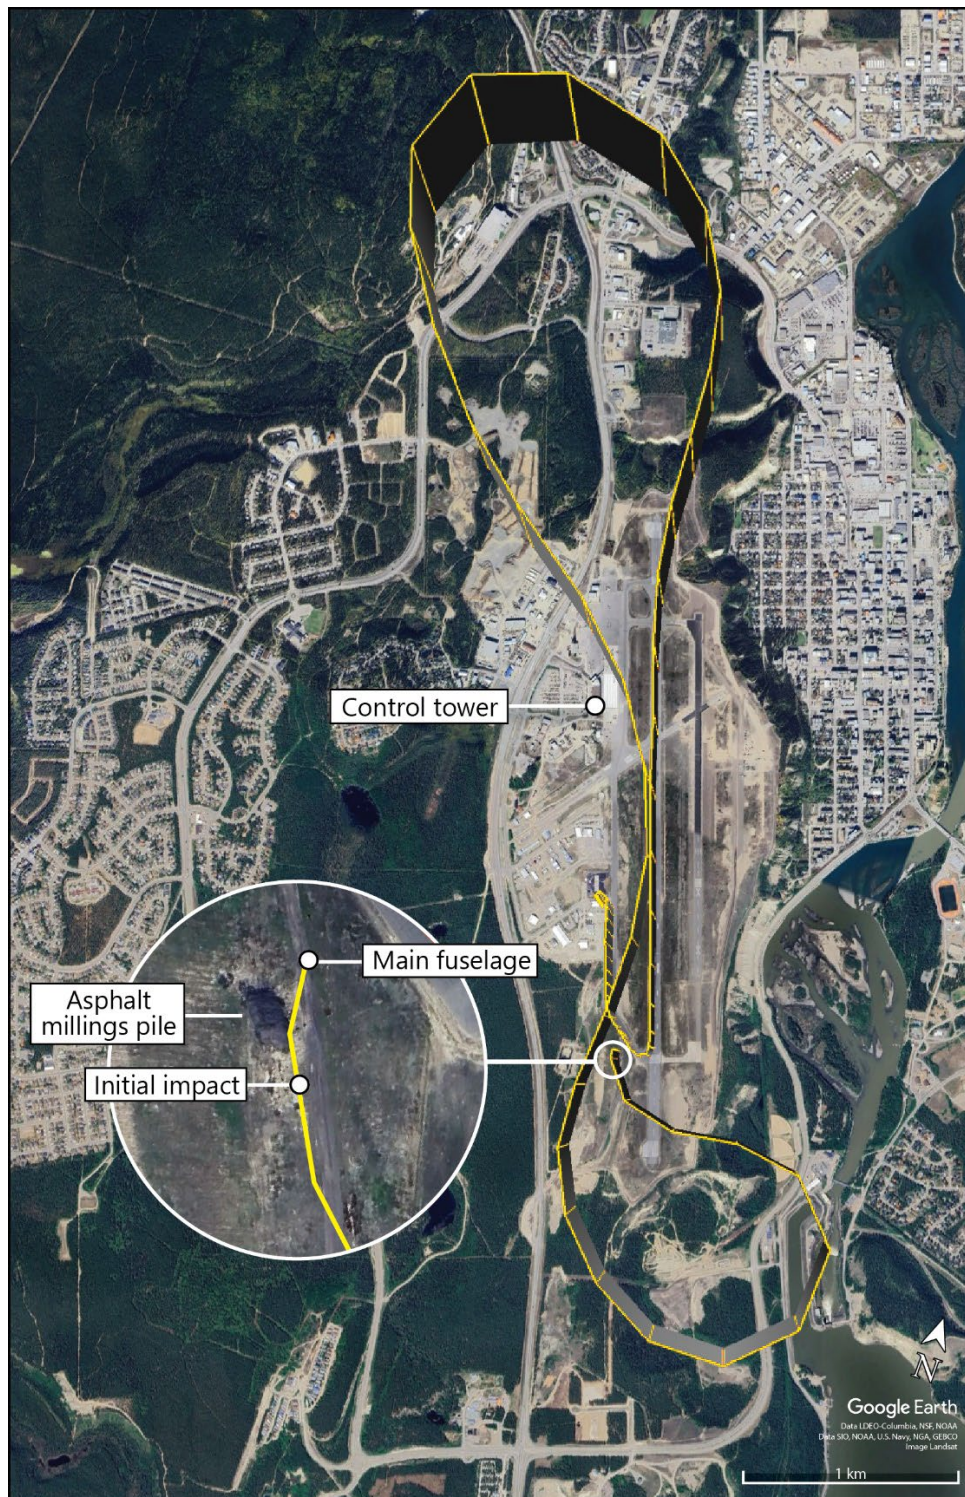 Control tower
Main fuselage
Asphalt
millings pile
Initial impact
N
Google Earth
Data LDEO-Columbia, NSF, NOAA
Data SIO, NOAA, U.S. Navy, NGA, GEBCO
Image Landsat
1 km